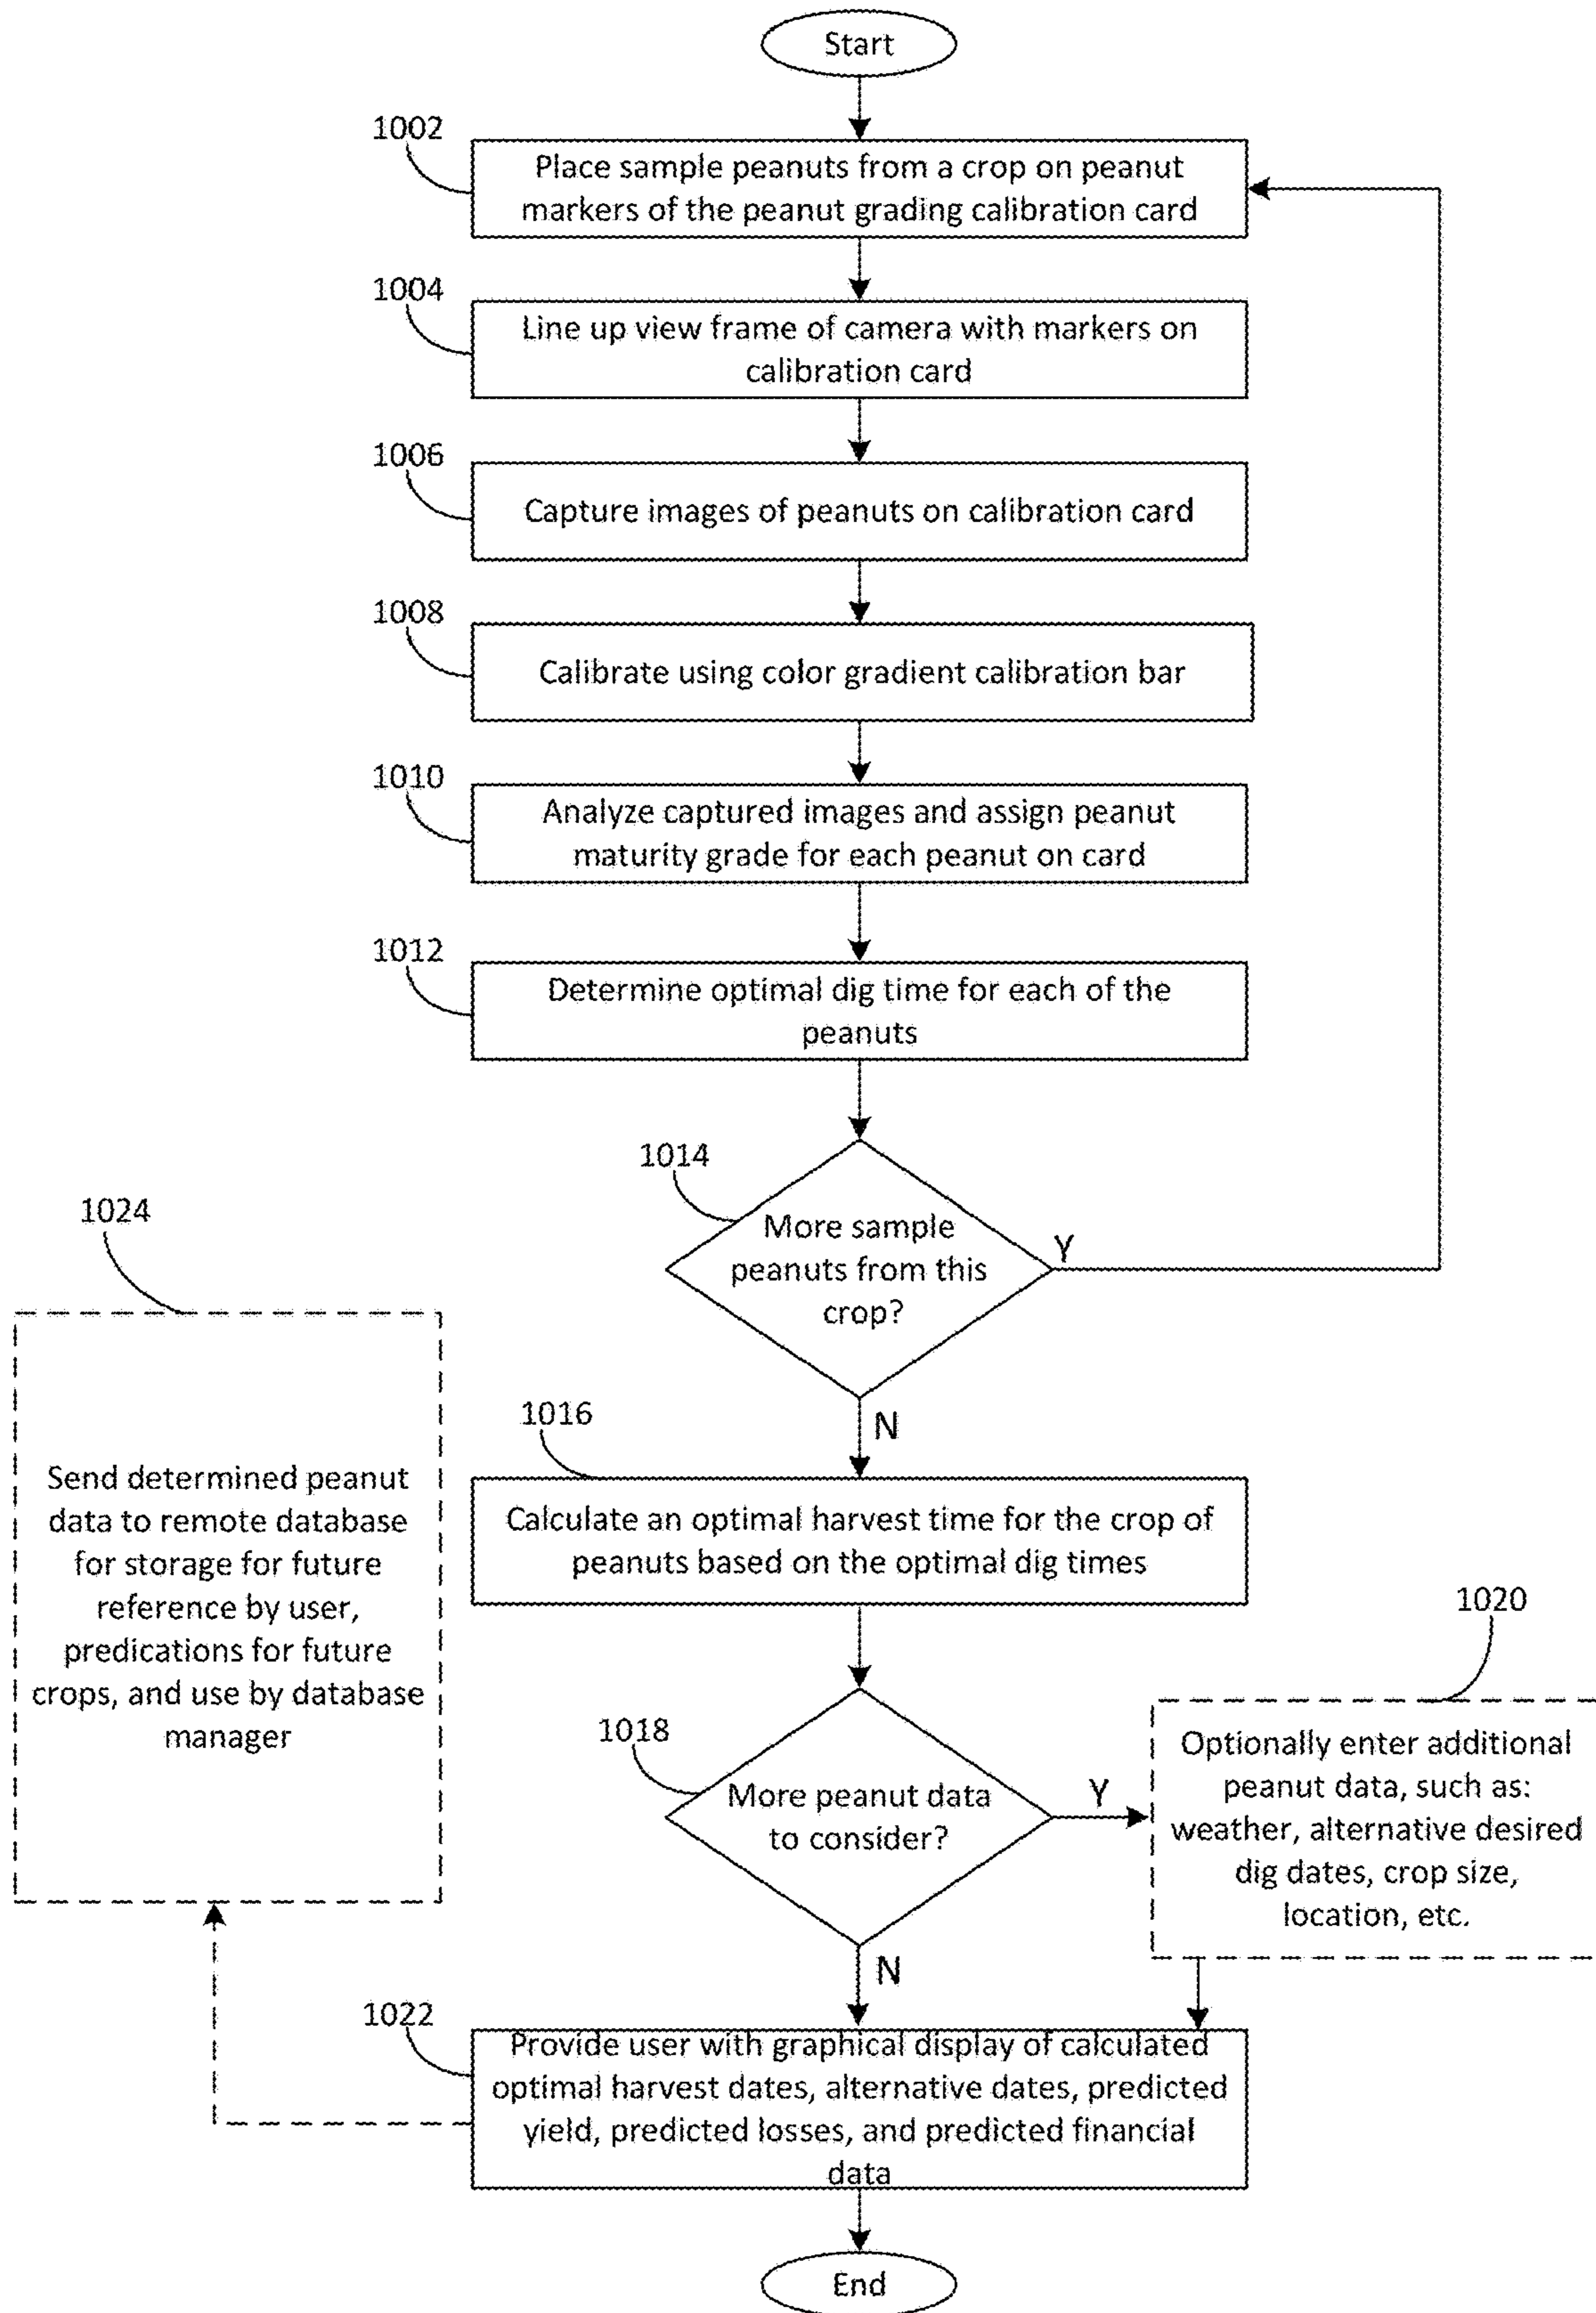 Start
1002
Place sample peanuts from a crop on peanut
markers of the peanut grading calibration card
1004
Line up view frame of camera with markers on
calibration card
1006
Capture images of peanuts on calibration card
1008
Calibrate using color gradient calibration bar
1010
Analyze captured images and assign peanut
maturity grade for each peanut on card
1012
Determine optimal dig time for each of the
peanuts
1014
More sample
peanuts from this
crop?
Y
N
1016
Calculate an optimal harvest time for the crop of
peanuts based on the optimal dig times
1018
More peanut data
to consider?
Y
N
1020
Optionally enter additional
peanut data, such as:
weather, alternative desired
dig dates, crop size,
location, etc.
1022
Provide user with graphical display of calculated
optimal harvest dates, alternative dates, predicted
yield, predicted losses, and predicted financial
data
1024
Send determined peanut
data to remote database
for storage for future
reference by user,
predications for future
crops, and use by database
manager
End